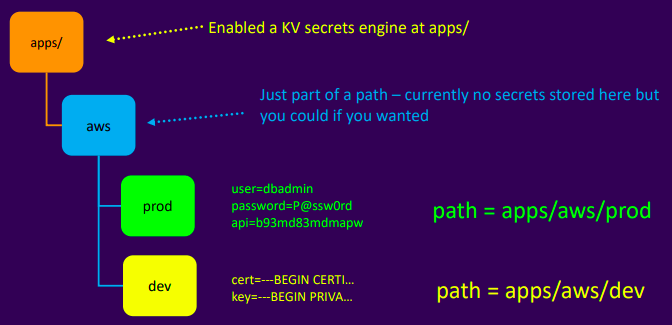 apps/
Enabled a KV secrets engine at apps/
aws
Just part of a path – currently no secrets stored here but
you could if you wanted
prod
user=dbadmin
password=P@ssw0rd
api=b93md83mdmapw
path = apps/aws/prod
dev
cert=---BEGIN CERTI...
key=---BEGIN PRIVA...
path = apps/aws/dev